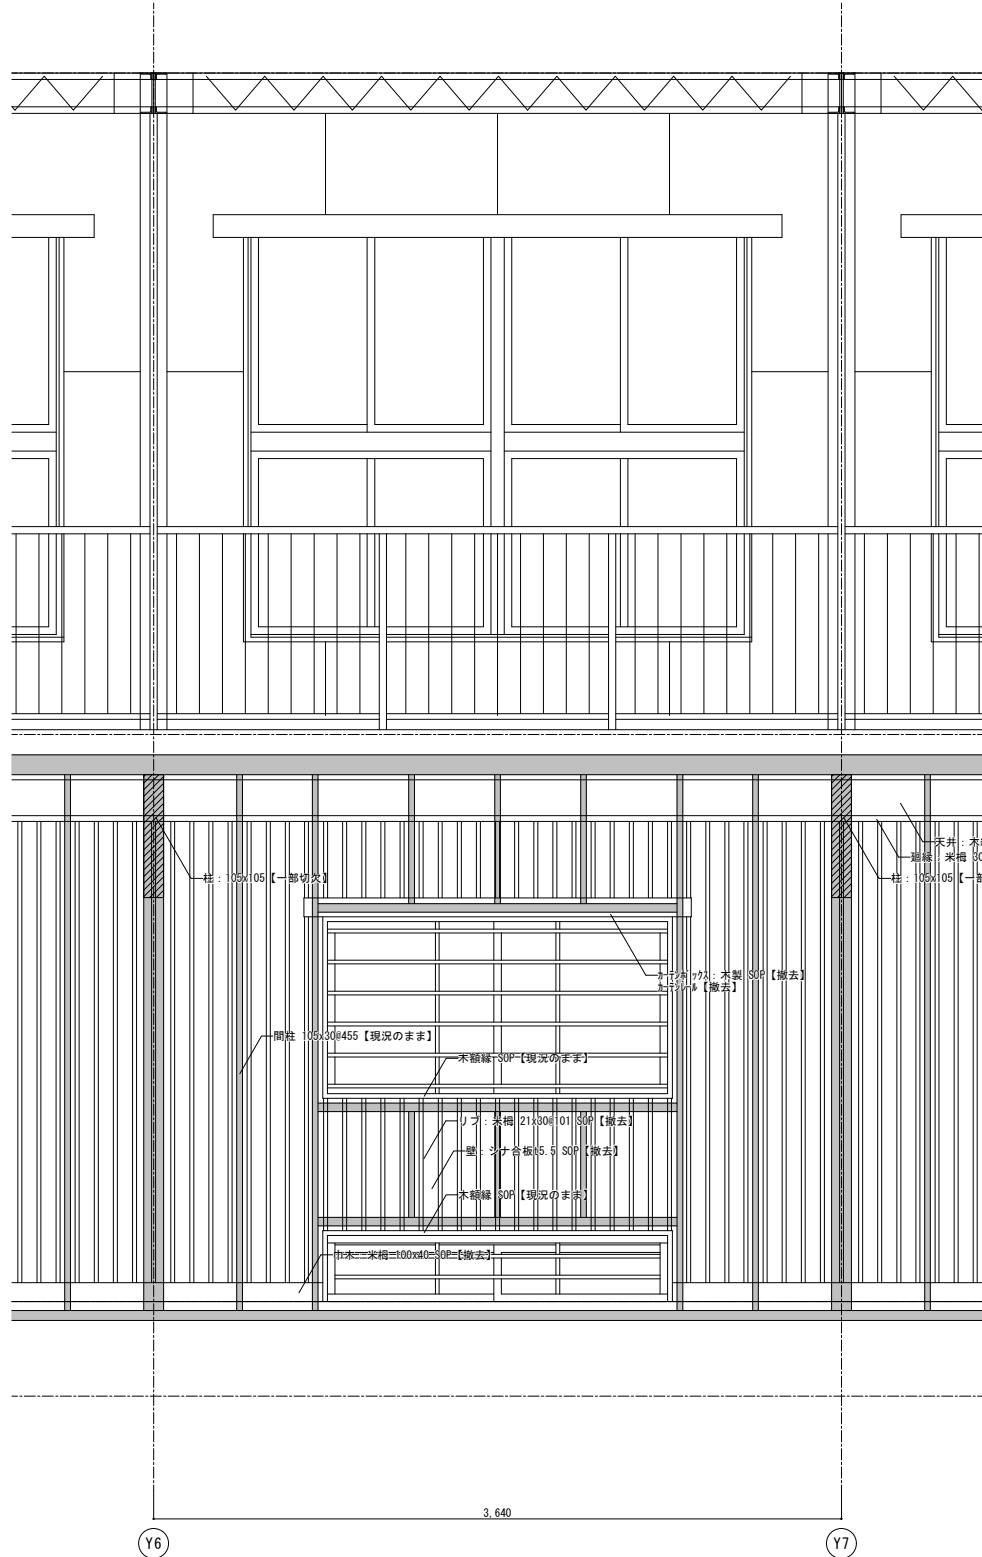 天井：木
廻縁：米栂 30
柱：105x105【一部切欠】
柱：105x105【一部
カーテンボックス：木製 SOP【撤去】
カーテンレール【撤去】
間柱 105x30@455【現況のまま】
木額縁 SOP【現況のまま】
リブ：米栂 21x30@101 SOP【撤去】
壁：シナ合板t5.5 SOP【撤去】
木額縁 SOP【現況のまま】
巾木：米栂 100x40 SOP【撤去】
3,640
Y6
Y7